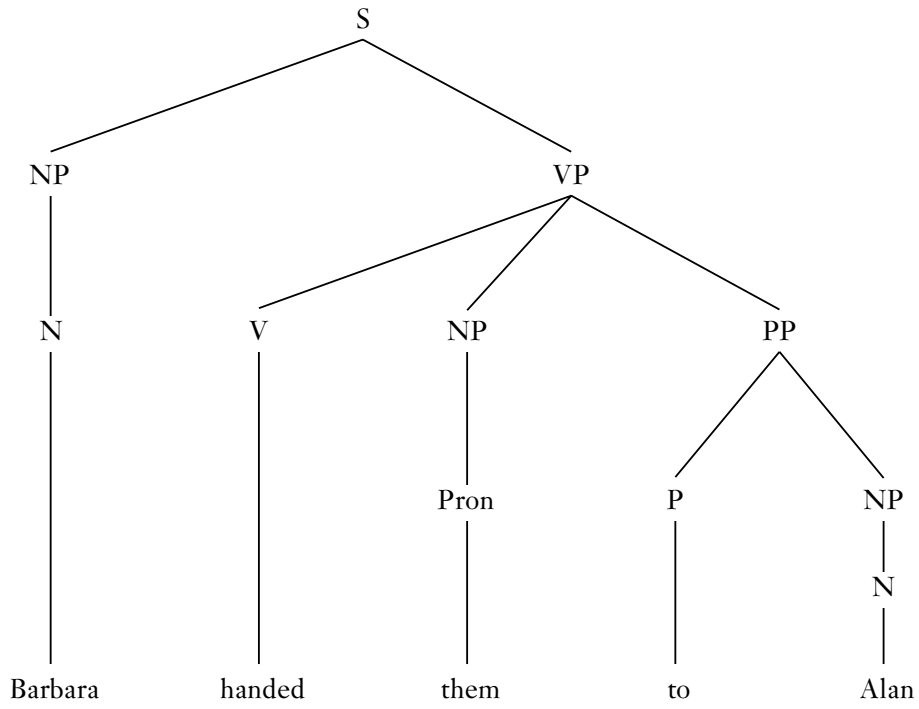 S
NP VP
N V NP PP
Pron P NP
N
Barbara handed them to Alan